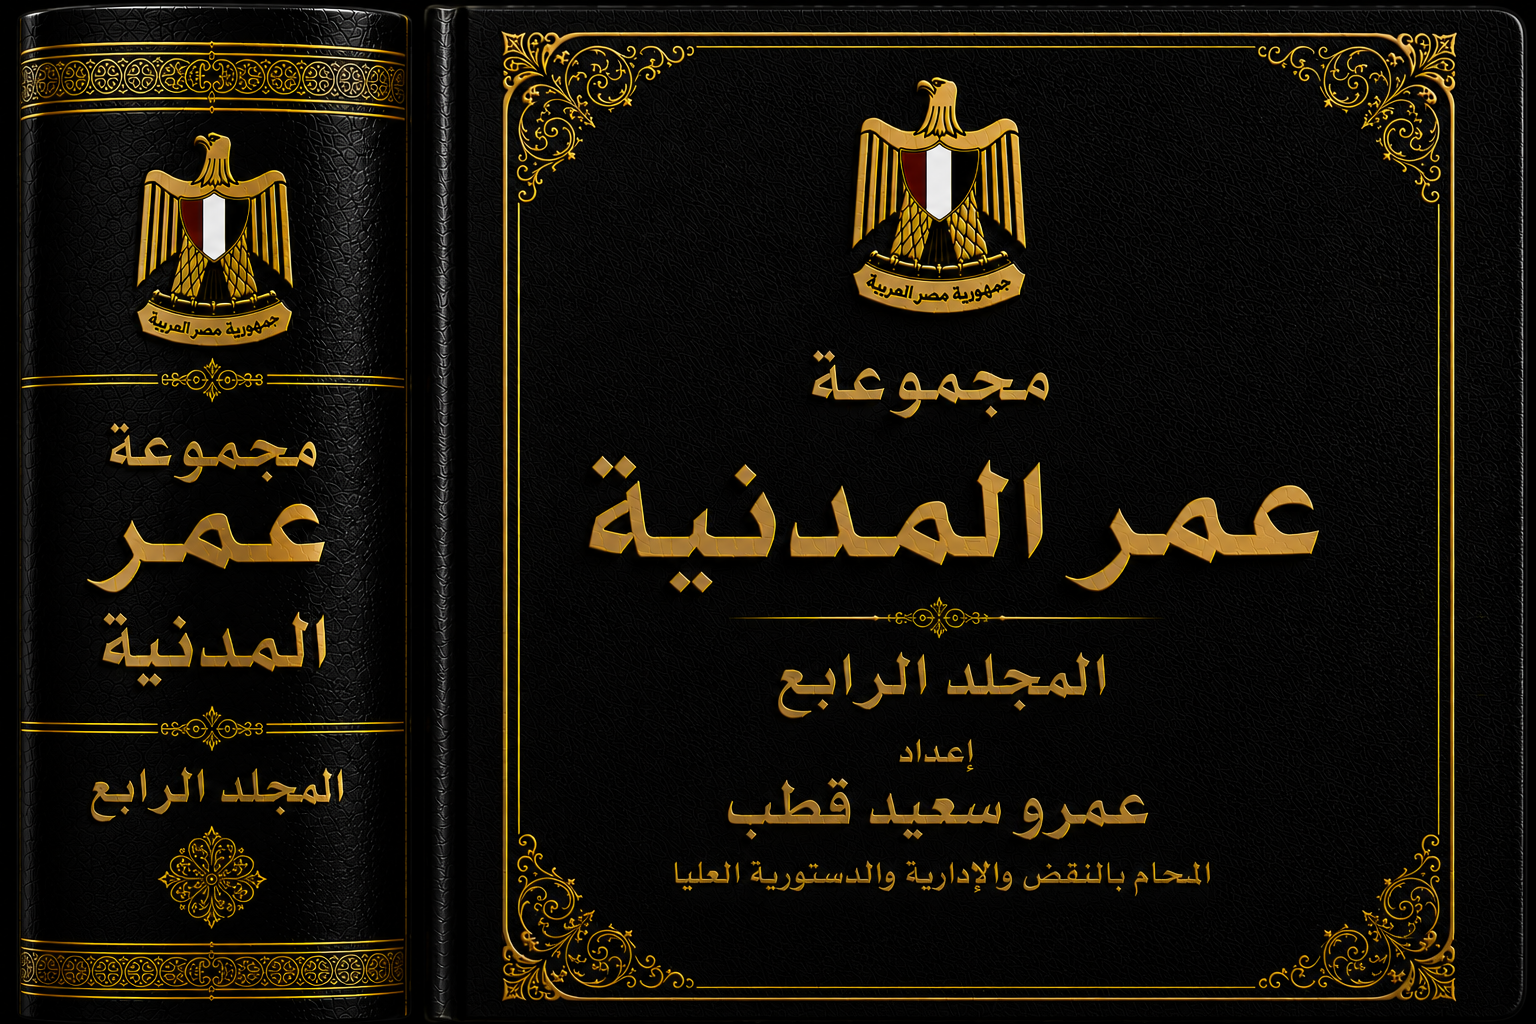 جمهورية مصر العربية
مجموعة
عمر
المدنية
المجلد الرابع
جمهورية مصر العربية
مجموعة
عمر المدنية
المجلد الرابع
إعداد
عمرو سعيد قطب
المحام بالنقض والإدارية والدستورية العليا